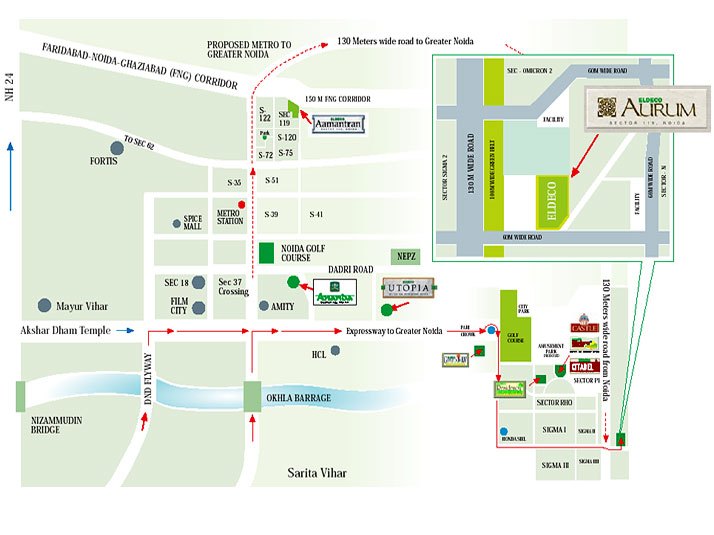 PROPOSED METRO TO
GREATER NOIDA
130 Meters wide road to Greater Noida
FARIDABAD-NOIDA-GHAZIABAD (FNG) CORRIDOR
NH 24
150 M FNG CORRIDOR
S-
122
SEC
119
Park
S-120
S-72
S-75
ELDECO
Aamantran
TO SEC 62
FORTIS
S-35
S-51
SPICE
MALL
METRO
STATION
S-39
S-41
NOIDA GOLF
COURSE
NEPZ
DADRI ROAD
SEC 18
FILM
CITY
Sec 37
Crossing
AMITY
UTOPIA
Mayur Vihar
Akshar Dham Temple
Expressway to Greater Noida
HCL
DND FLYWAY
OKHLA BARRAGE
NIZAMMUDIN
BRIDGE
Sarita Vihar
SEC - OMICRON 2
60M WIDE ROAD
ELDECO
AURUM
SECTOR 119, NOIDA
FACILITY
SECTOR SIGMA 2
130 M WIDE ROAD
100M WIDE GREEN BELT
ELDECO
FACILITY
60M WIDE ROAD
SECTOR - N
60M WIDE ROAD
130 Meters wide road from Noida
PARI
CHOWK
CITY
PARK
GOLF
COURSE
AMUSEMENT
PARK
CASTLE
CITADEL
SECTOR PI
SECTOR RHO
HONDA SIEL
SIGMA I
SIGMA II
SIGMA III
SIGMA IIII